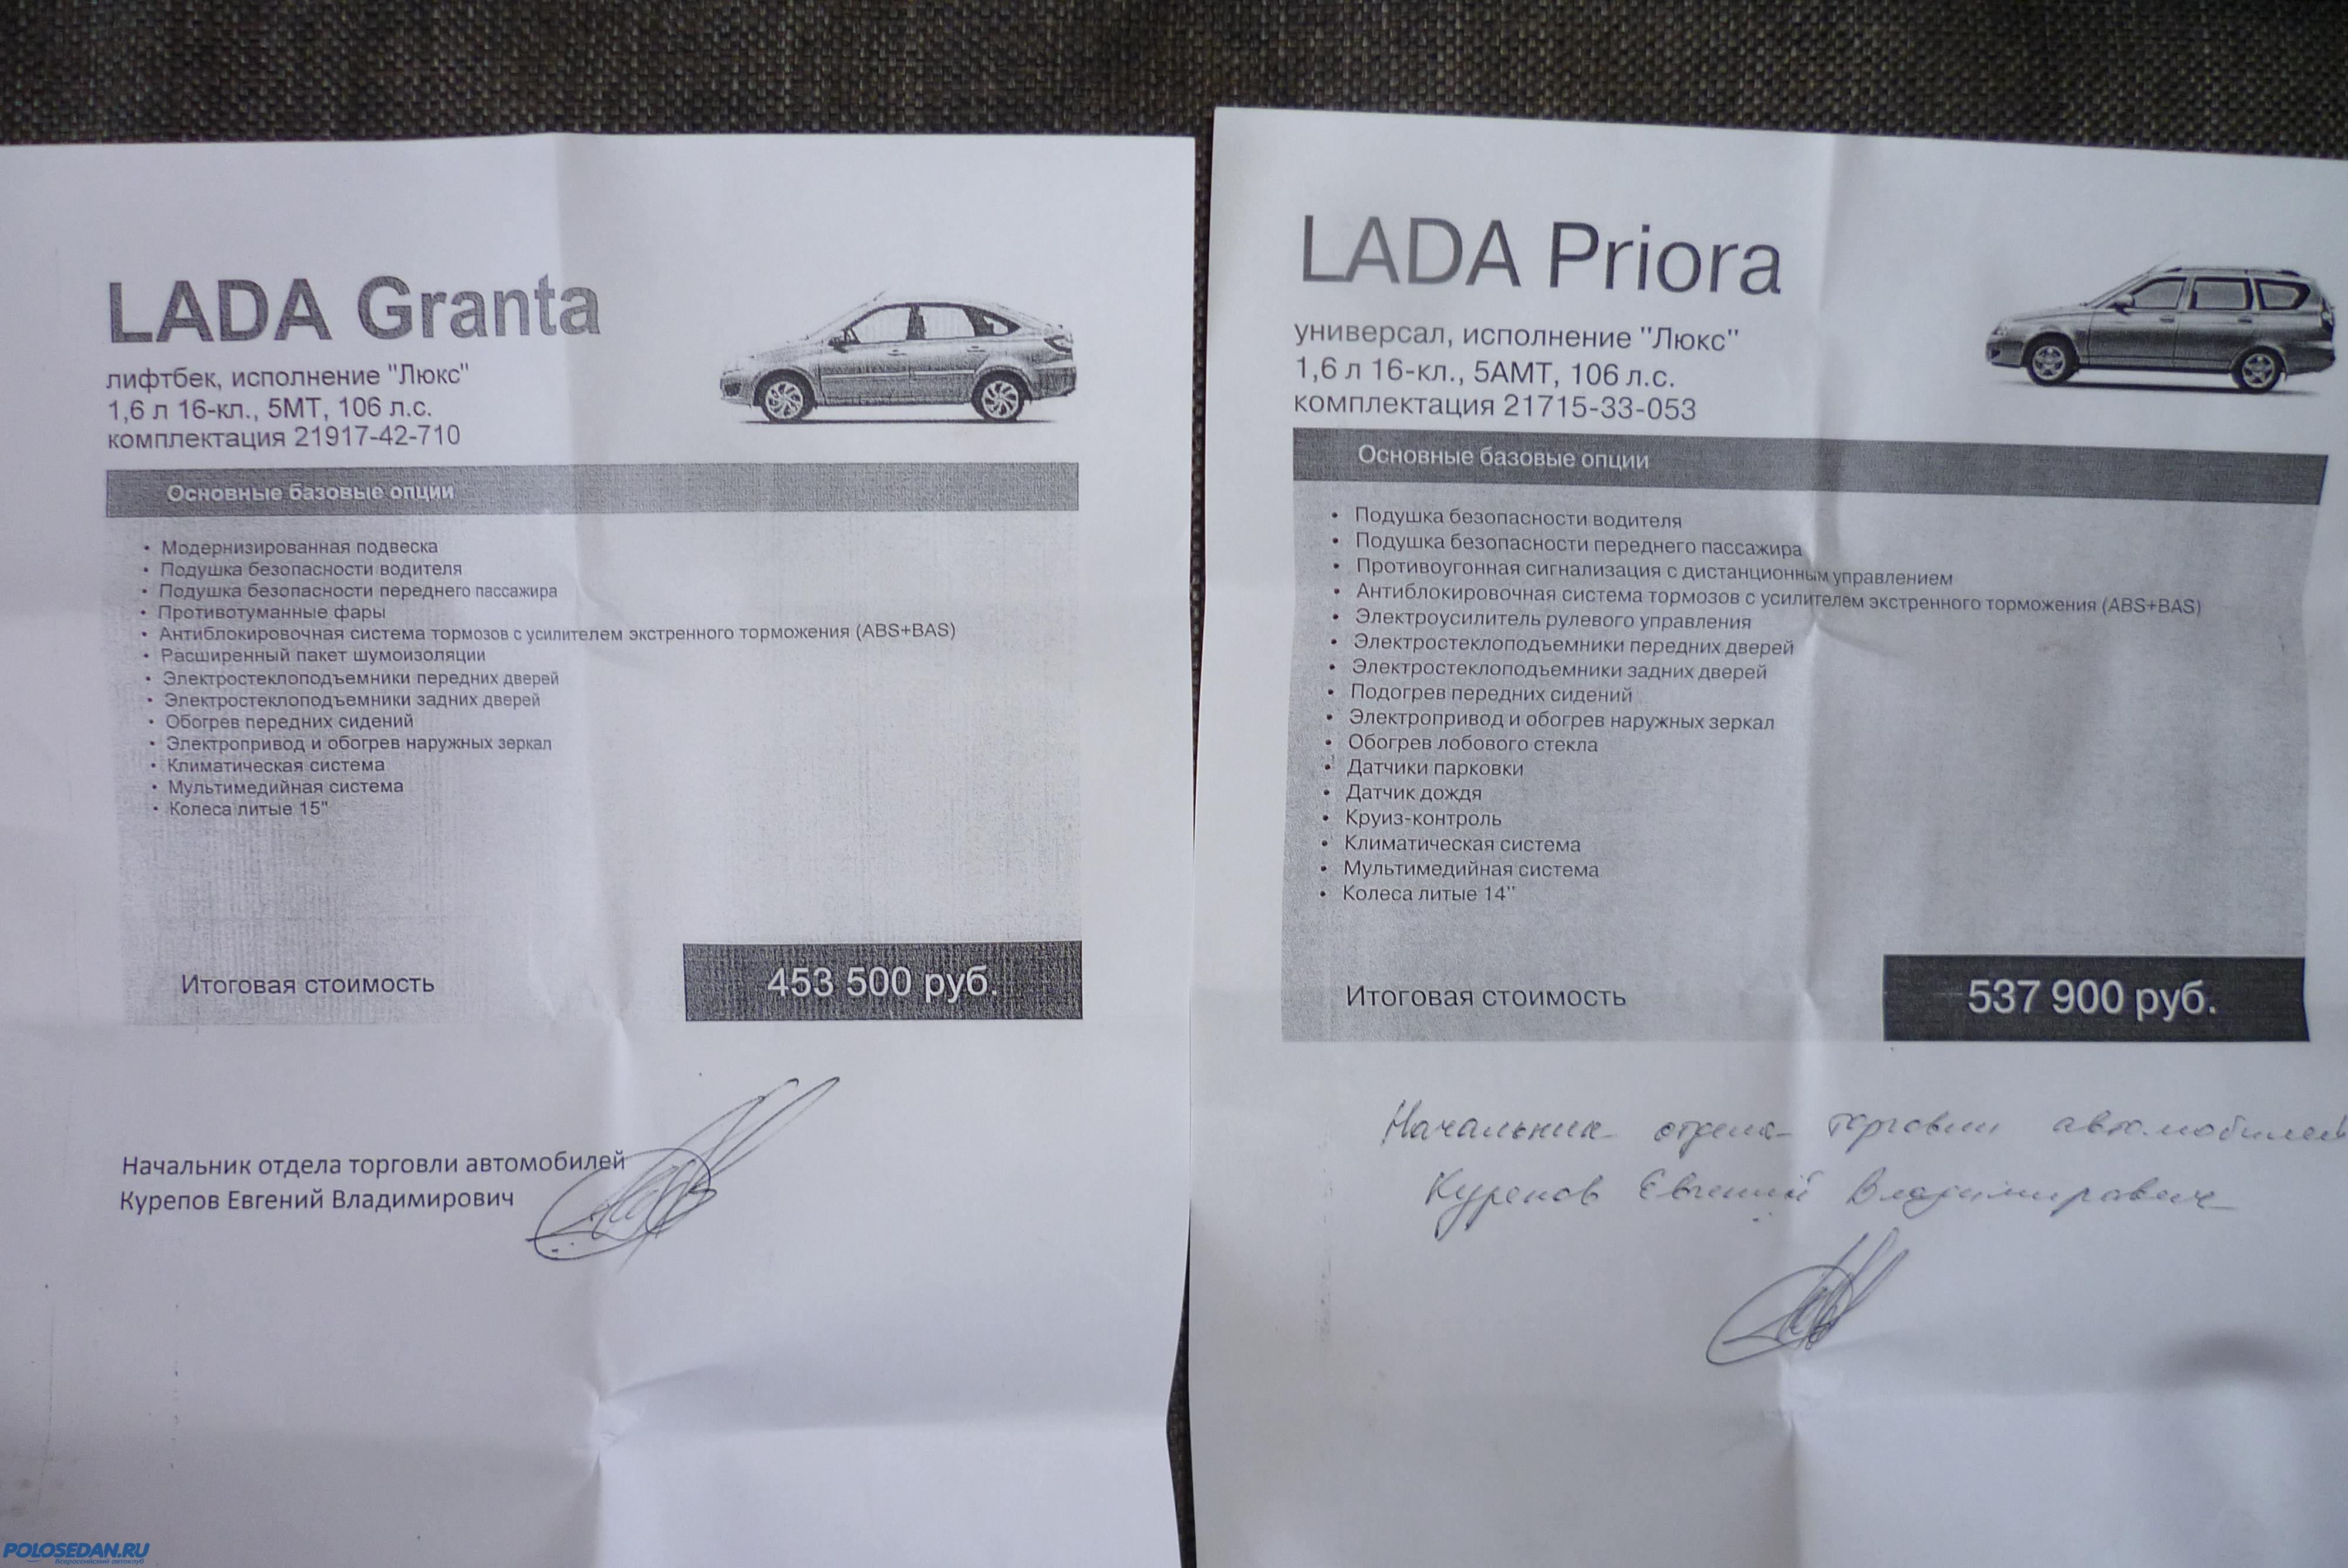 LADA Granta
лифтбек, исполнение "Люкс"
1,6 л 16-кл., 5МТ, 106 л.с.
комплектация 21917-42-710
Основные базовые опции
• Модернизированная подвеска
• Подушка безопасности водителя
• Подушка безопасности переднего пассажира
• Противотуманные фары
• Антиблокировочная система тормозов с усилителем экстренного торможения (ABS+BAS)
• Расширенный пакет шумоизоляции
• Электростеклоподъемники передних дверей
• Электростеклоподъемники задних дверей
• Обогрев передних сидений
• Электропривод и обогрев наружных зеркал
• Климатическая система
• Мультимедийная система
• Колеса литые 15"
Итоговая стоимость
453 500 руб.
Начальник отдела торговли автомобилей
Курепов Евгений Владимирович
LADA Priora
универсал, исполнение "Люкс"
1,6 л 16-кл., 5АМТ, 106 л.с.
комплектация 21715-33-053
Основные базовые опции
• Подушка безопасности водителя
• Подушка безопасности переднего пассажира
• Противоугонная сигнализация с дистанционным управлением
• Антиблокировочная система тормозов с усилителем экстренного торможения (ABS+BAS)
• Электроусилитель рулевого управления
• Электростеклоподъемники передних дверей
• Электростеклоподъемники задних дверей
• Подогрев передних сидений
• Электропривод и обогрев наружных зеркал
• Обогрев лобового стекла
• Датчики парковки
• Датчик дождя
• Круиз-контроль
• Климатическая система
• Мультимедийная система
• Колеса литые 14"
Итоговая стоимость
537 900 руб.
Начальник отдела торговли автомобилей
Курепов Евгений Владимирович
POLOSEDAN.RU
Всероссийский автоклуб